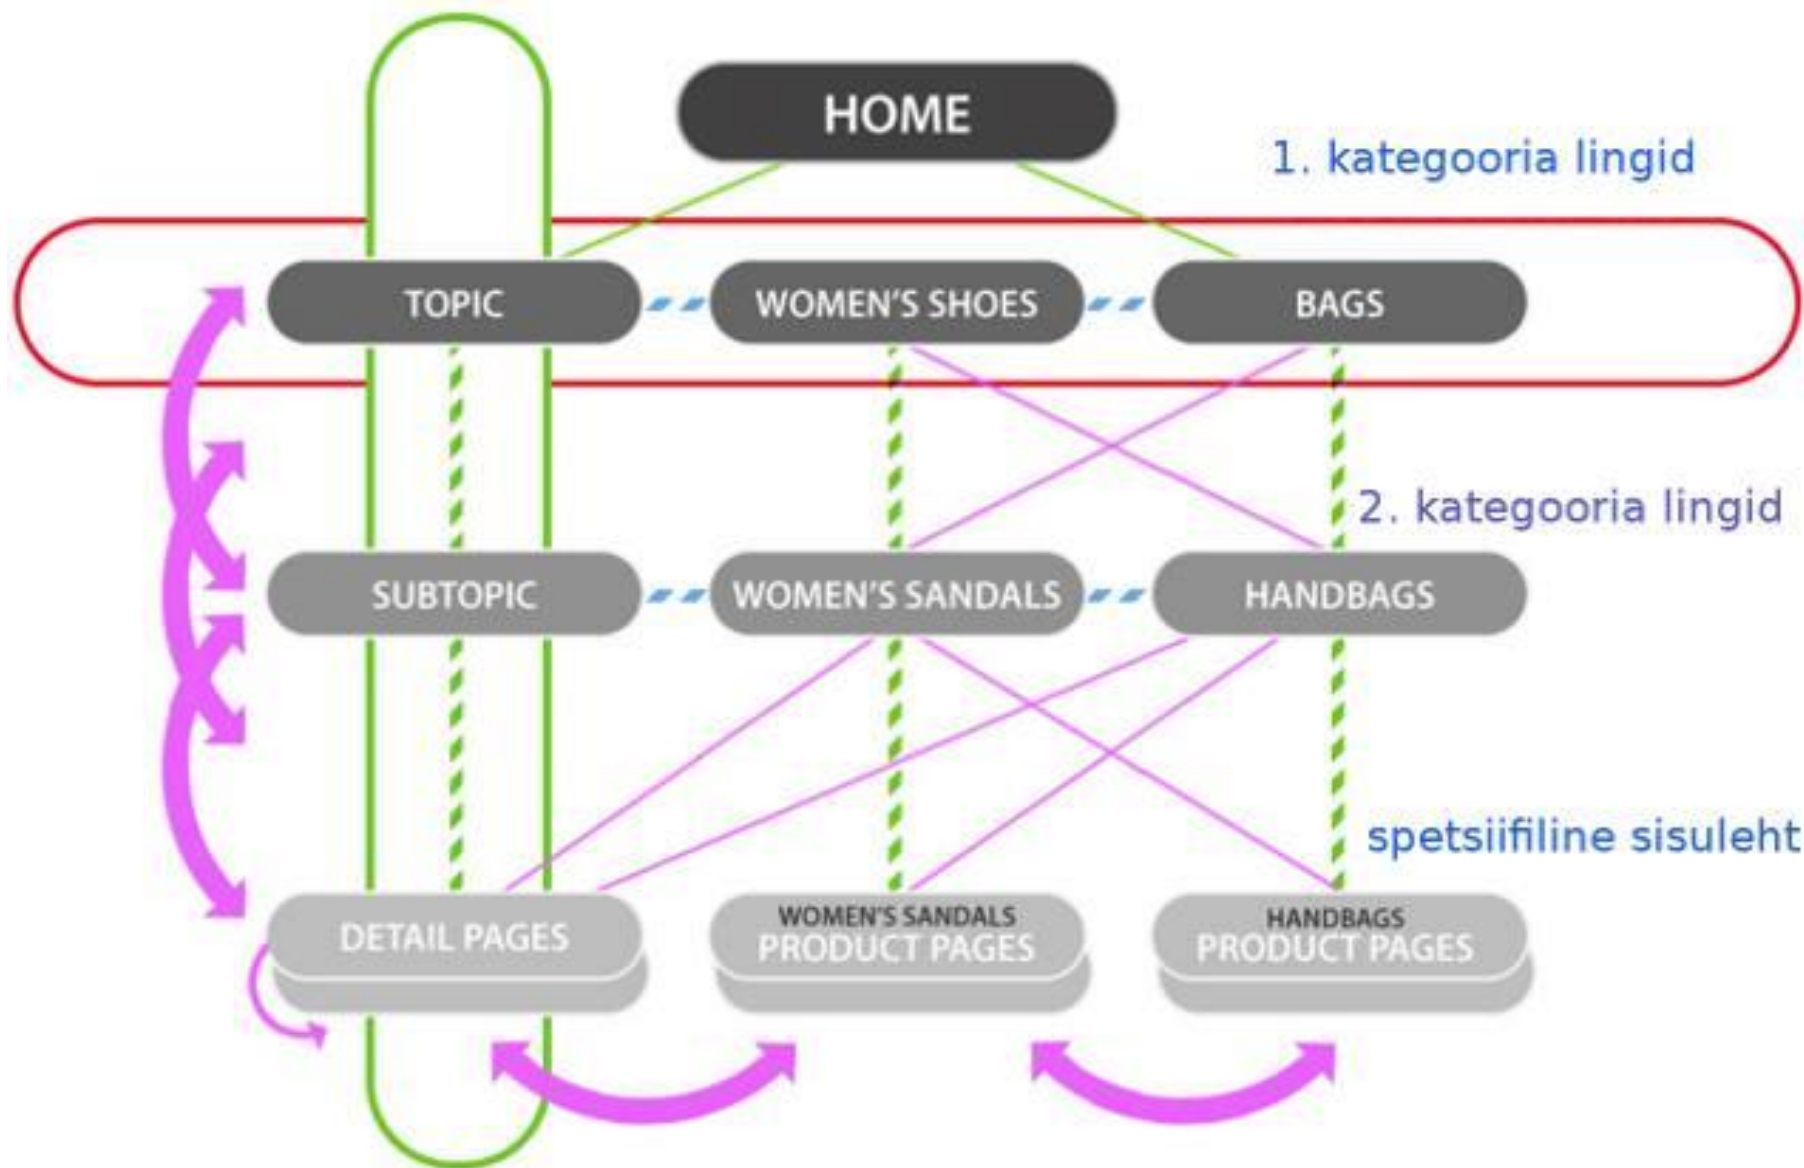 HOME
1. kategooria lingid
TOPIC
WOMEN'S SHOES
BAGS
2. kategooria lingid
SUBTOPIC
WOMEN'S SANDALS
HANDBAGS
spetsiifiline sisuleht
DETAIL PAGES
WOMEN'S SANDALS
PRODUCT PAGES
HANDBAGS
PRODUCT PAGES